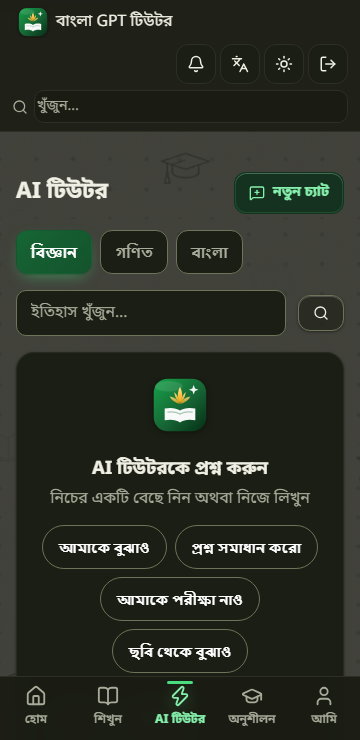 বাংলা GPT টিউটর
খুঁজুন...
AI টিউটর
নতুন চ্যাট
বিজ্ঞান
গণিত
বাংলা
ইতিহাস খুঁজুন...
AI টিউটরকে প্রশ্ন করুন
নিচের একটি বেছে নিন অথবা নিজে লিখুন
আমাকে বুঝাও
প্রশ্ন সমাধান করো
আমাকে পরীক্ষা নাও
ছবি থেকে বুঝাও
হোম
শিখুন
AI টিউটর
অনুশীলন
আমি